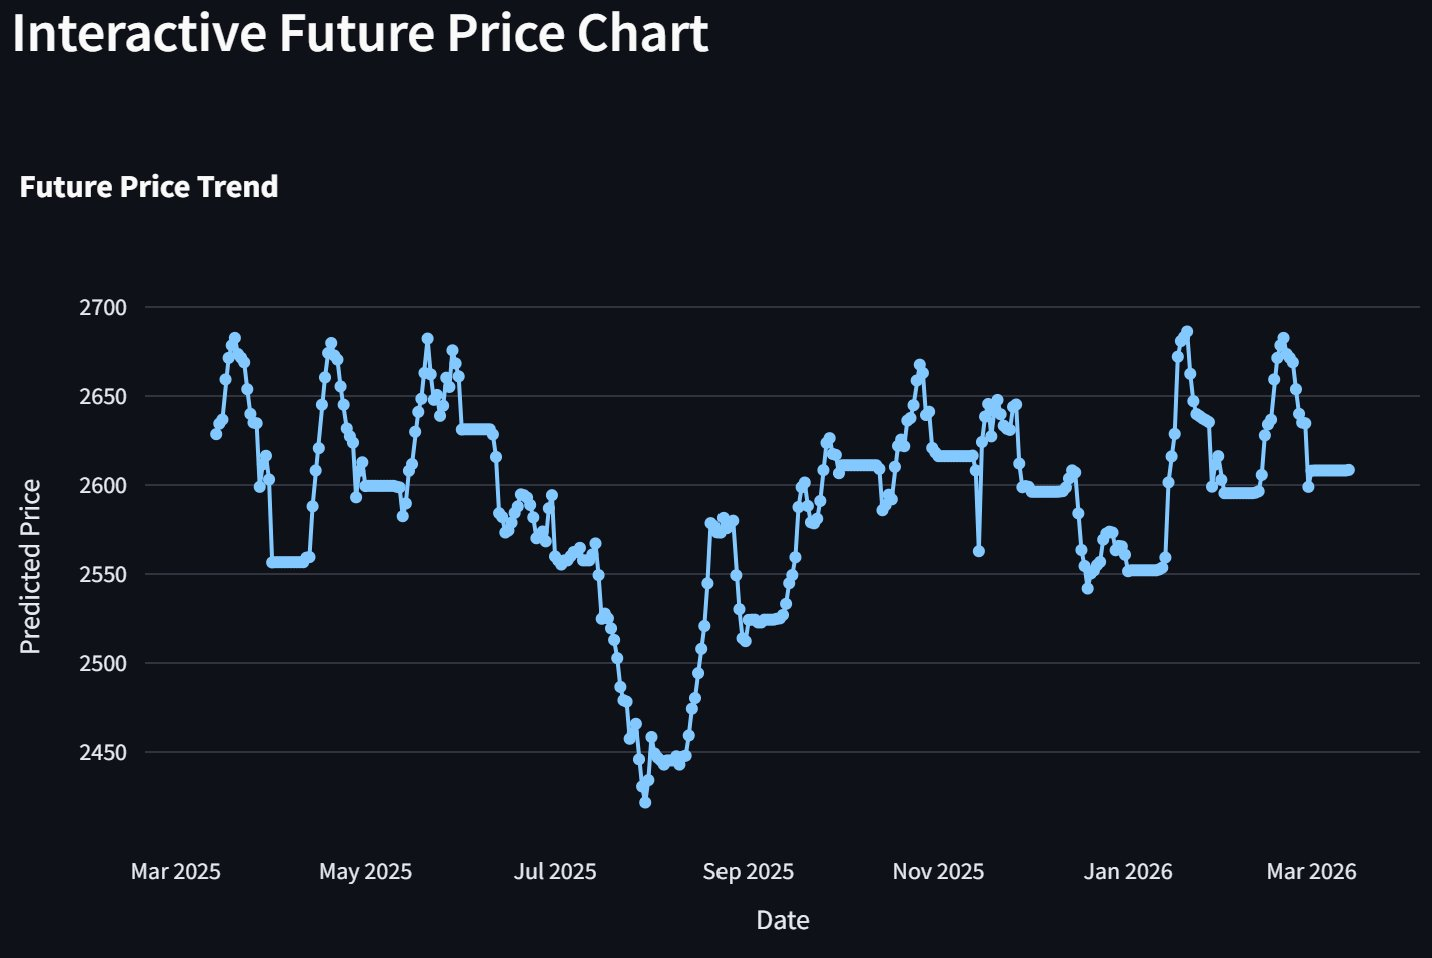 Interactive Future Price Chart
Future Price Trend
2700
2650
2600
2550
2500
2450
Predicted Price
Mar 2025
May 2025
Jul 2025
Sep 2025
Nov 2025
Jan 2026
Mar 2026
Date